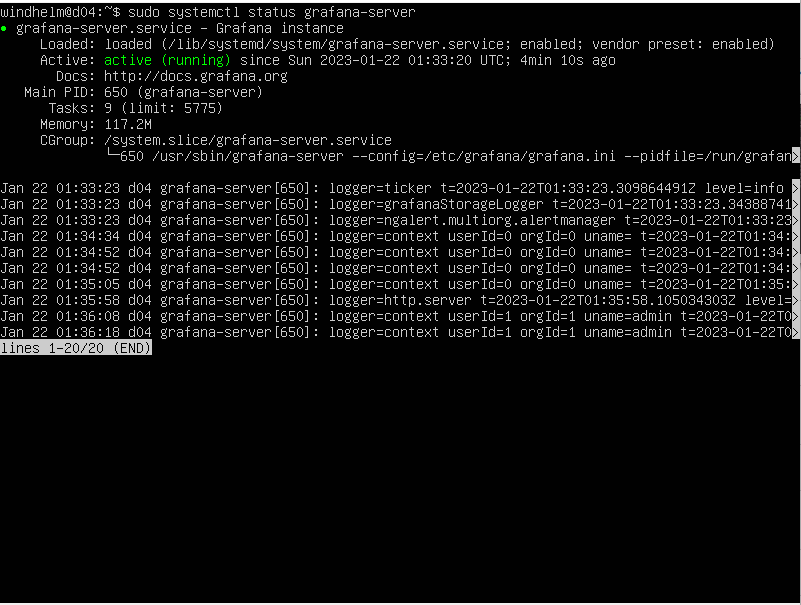 windhelm@d04:~$ sudo systemctl status grafana-server
● grafana-server.service - Grafana instance
     Loaded: loaded (/lib/systemd/system/grafana-server.service; enabled; vendor preset: enabled)
     Active: active (running) since Sun 2023-01-22 01:33:20 UTC; 4min 10s ago
       Docs: http://docs.grafana.org
   Main PID: 650 (grafana-server)
      Tasks: 9 (limit: 5775)
     Memory: 117.2M
     CGroup: /system.slice/grafana-server.service
             └─650 /usr/sbin/grafana-server --config=/etc/grafana/grafana.ini --pidfile=/run/grafan>
Jan 22 01:33:23 d04 grafana-server[650]: logger=ticker t=2023-01-22T01:33:23.309864491Z level=info >
Jan 22 01:33:23 d04 grafana-server[650]: logger=grafanaStorageLogger t=2023-01-22T01:33:23.34388741>
Jan 22 01:33:23 d04 grafana-server[650]: logger=ngalert.multiorg.alertmanager t=2023-01-22T01:33:23>
Jan 22 01:34:34 d04 grafana-server[650]: logger=context userId=0 orgId=0 uname= t=2023-01-22T01:34:>
Jan 22 01:34:52 d04 grafana-server[650]: logger=context userId=0 orgId=0 uname= t=2023-01-22T01:34:>
Jan 22 01:34:52 d04 grafana-server[650]: logger=context userId=0 orgId=0 uname= t=2023-01-22T01:34:>
Jan 22 01:35:05 d04 grafana-server[650]: logger=context userId=0 orgId=0 uname= t=2023-01-22T01:35:>
Jan 22 01:35:58 d04 grafana-server[650]: logger=http.server t=2023-01-22T01:35:58.105034303Z level=>
Jan 22 01:36:08 d04 grafana-server[650]: logger=context userId=1 orgId=1 uname=admin t=2023-01-22T0>
Jan 22 01:36:18 d04 grafana-server[650]: logger=context userId=1 orgId=1 uname=admin t=2023-01-22T0>
lines 1-20/20 (END)